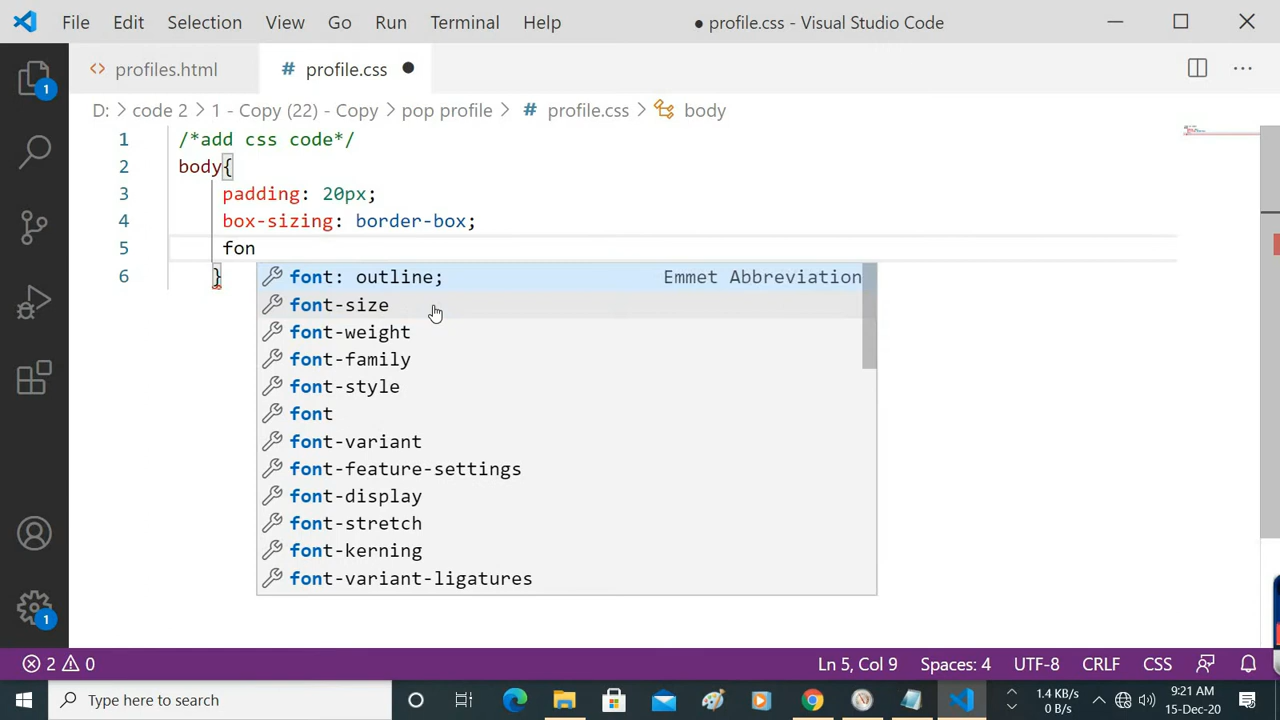 File Edit Selection View Go Run Terminal Help ● profile.css - Visual Studio Code
<> profiles.html # profile.css ●
D: > code 2 > 1 - Copy (22) - Copy > pop profile > # profile.css > body
1 /*add css code*/
2 body{
3 padding: 20px;
4 box-sizing: border-box;
5 fon
6 }
font: outline; Emmet Abbreviation
font-size
font-weight
font-family
font-style
font
font-variant
font-feature-settings
font-display
font-stretch
font-kerning
font-variant-ligatures
1
1
2 0 Ln 5, Col 9 Spaces: 4 UTF-8 CRLF CSS
Type here to search
1.4 KB/s
0 B/s
9:21 AM
15-Dec-20